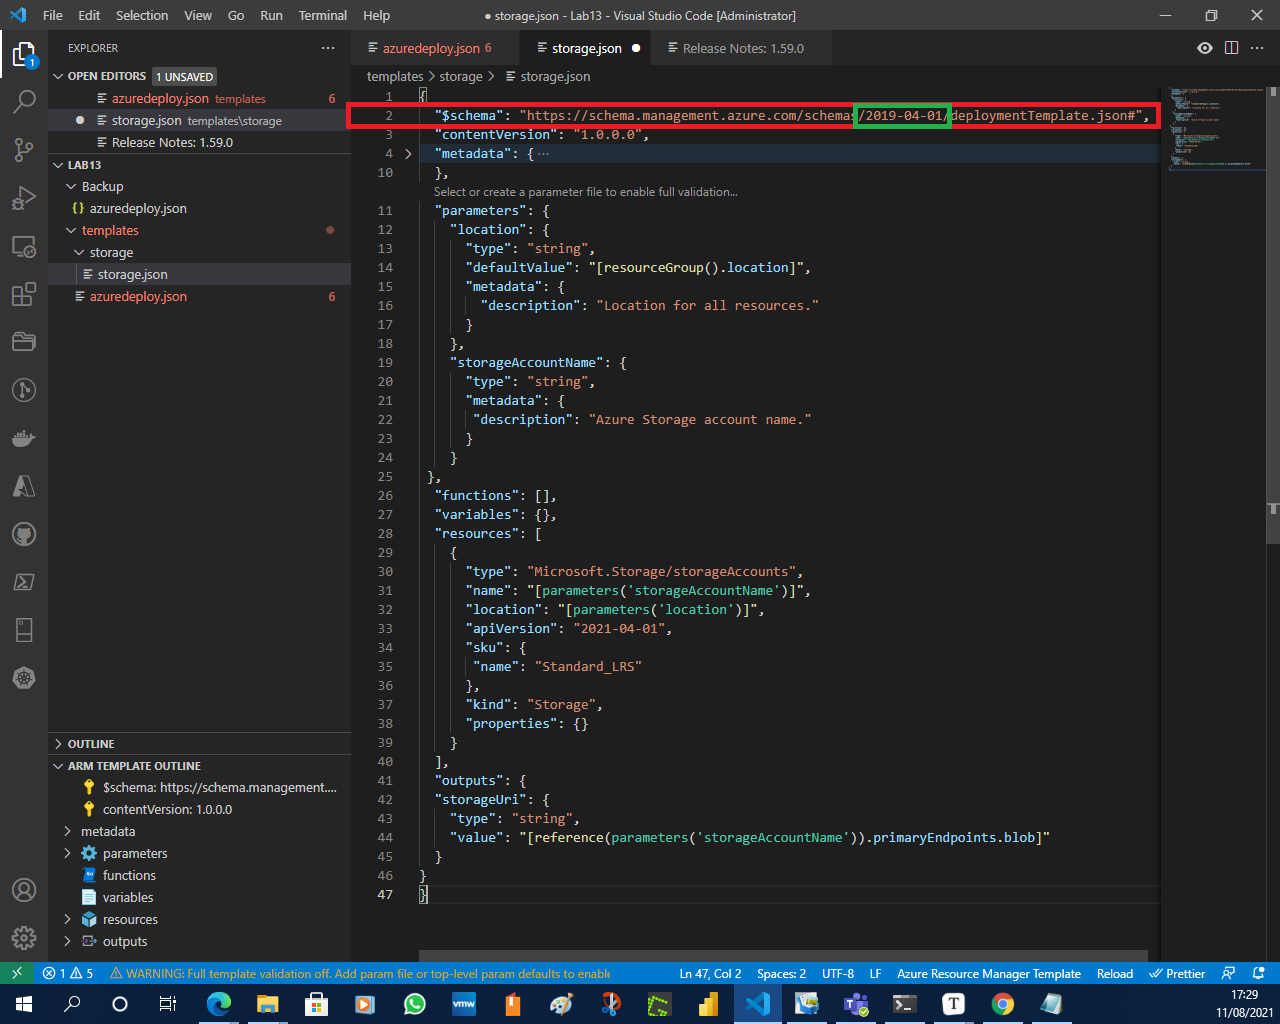 File Edit Selection View Go Run Terminal Help
● storage.json - Lab13 - Visual Studio Code [Administrator]
EXPLORER
OPEN EDITORS 1 UNSAVED
azuredeploy.json templates 6
storage.json templates\storage
Release Notes: 1.59.0
LAB13
Backup
azuredeploy.json
templates
storage
storage.json
azuredeploy.json 6
OUTLINE
ARM TEMPLATE OUTLINE
$schema: https://schema.management....
contentVersion: 1.0.0.0
metadata
parameters
functions
variables
resources
outputs
azuredeploy.json 6 storage.json Release Notes: 1.59.0
templates > storage > storage.json
1 {
2 "$schema": "https://schema.management.azure.com/schemas/2019-04-01/deploymentTemplate.json#",
3 "contentVersion": "1.0.0.0",
4 "metadata": { ...
10 },
Select or create a parameter file to enable full validation...
11 "parameters": {
12 "location": {
13 "type": "string",
14 "defaultValue": "[resourceGroup().location]",
15 "metadata": {
16 "description": "Location for all resources."
17 }
18 },
19 "storageAccountName": {
20 "type": "string",
21 "metadata": {
22 "description": "Azure Storage account name."
23 }
24 }
25 },
26 "functions": [],
27 "variables": {},
28 "resources": [
29 {
30 "type": "Microsoft.Storage/storageAccounts",
31 "name": "[parameters('storageAccountName')]",
32 "location": "[parameters('location')]",
33 "apiVersion": "2021-04-01",
34 "sku": {
35 "name": "Standard_LRS"
36 },
37 "kind": "Storage",
38 "properties": {}
39 }
40 ],
41 "outputs": {
42 "storageUri": {
43 "type": "string",
44 "value": "[reference(parameters('storageAccountName')).primaryEndpoints.blob]"
45 }
46 }
47 }
1 5 WARNING: Full template validation off. Add param file or top-level param defaults to enable
Ln 47, Col 2 Spaces: 2 UTF-8 LF Azure Resource Manager Template Reload Prettier
vmw
17:29
11/08/2021